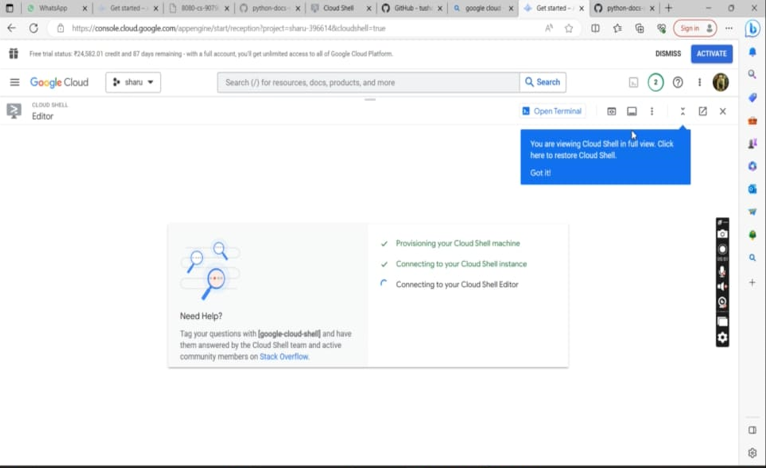 WhatsApp
Get started –
8080-cs-9079
python-docs-
Cloud Shell
GitHub - tush
google cloud
Get started –
python-docs-
https://console.cloud.google.com/appengine/start/reception?project=sharu-396614&cloudshell=true
Sign in
Free trial status: ₹24,582.01 credit and 87 days remaining - with a full account, you'll get unlimited access to all of Google Cloud Platform.
DISMISS
ACTIVATE
Google Cloud
sharu
Search (/) for resources, docs, products, and more
Search
2
CLOUD SHELL
Editor
Open Terminal
You are viewing Cloud Shell in full view. Click
here to restore Cloud Shell.
Got it!
Provisioning your Cloud Shell machine
Connecting to your Cloud Shell instance
Connecting to your Cloud Shell Editor
Need Help?
Tag your questions with [google-cloud-shell] and have
them answered by the Cloud Shell team and active
community members on Stack Overflow.